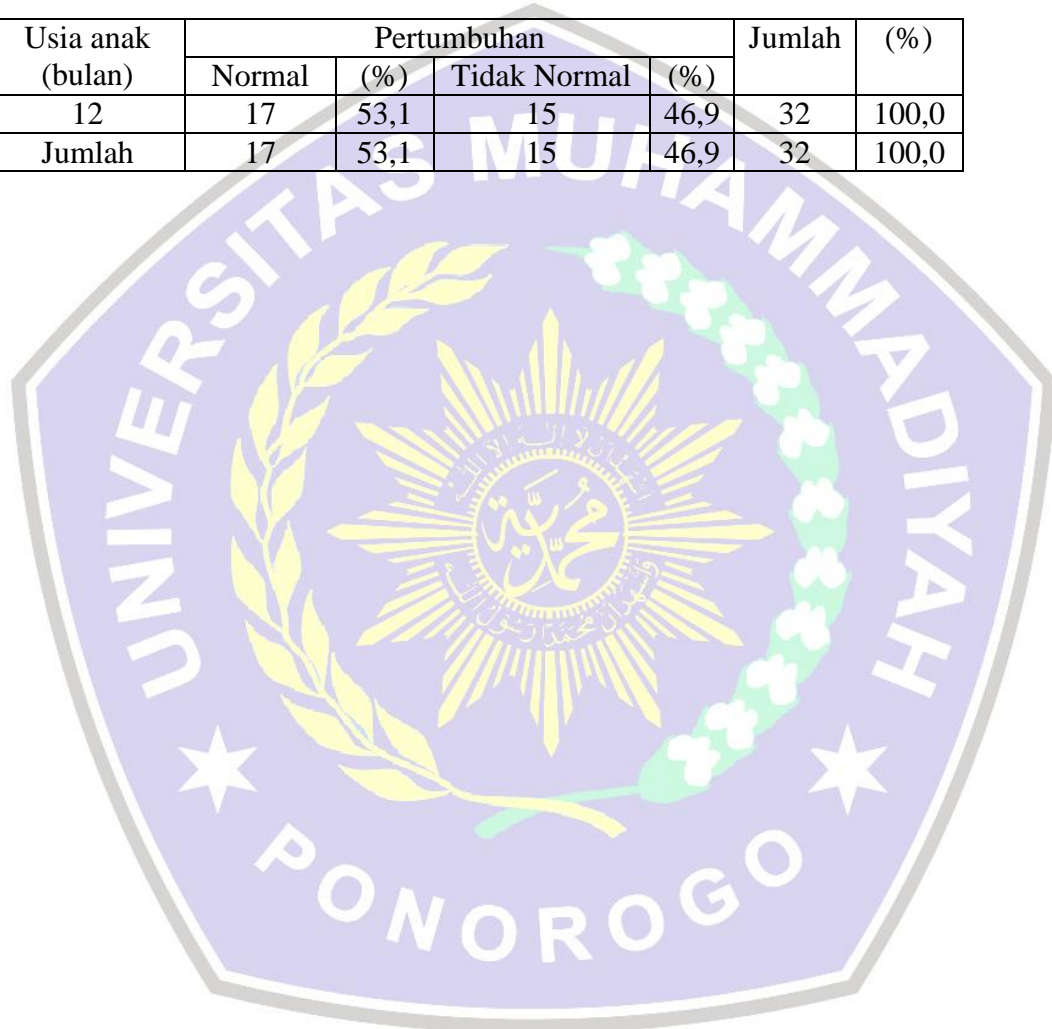 Usia anak Pertumbuhan Jumlah (%)
(bulan) Normal (%) Tidak Normal (%)
12 17 53,1 15 46,9 32 100,0
Jumlah 17 53,1 15 46,9 32 100,0
UNIVERSITAS MUHAMMADIYAH
محمدية
PONOROGO